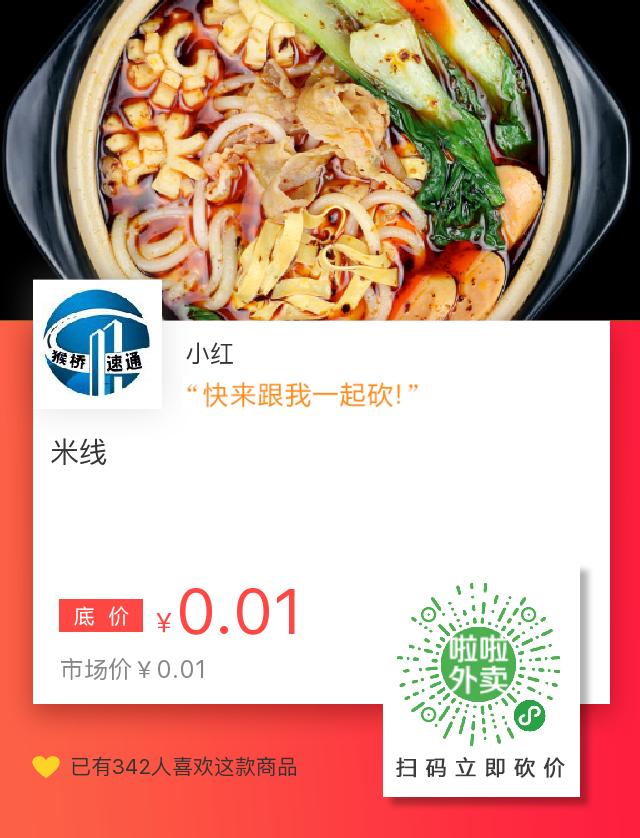 猴桥 速通
小红
“快来跟我一起砍!”
米线
底价 ¥0.01
市场价¥0.01
啦啦
外卖
扫码立即砍价
已有342人喜欢这款商品